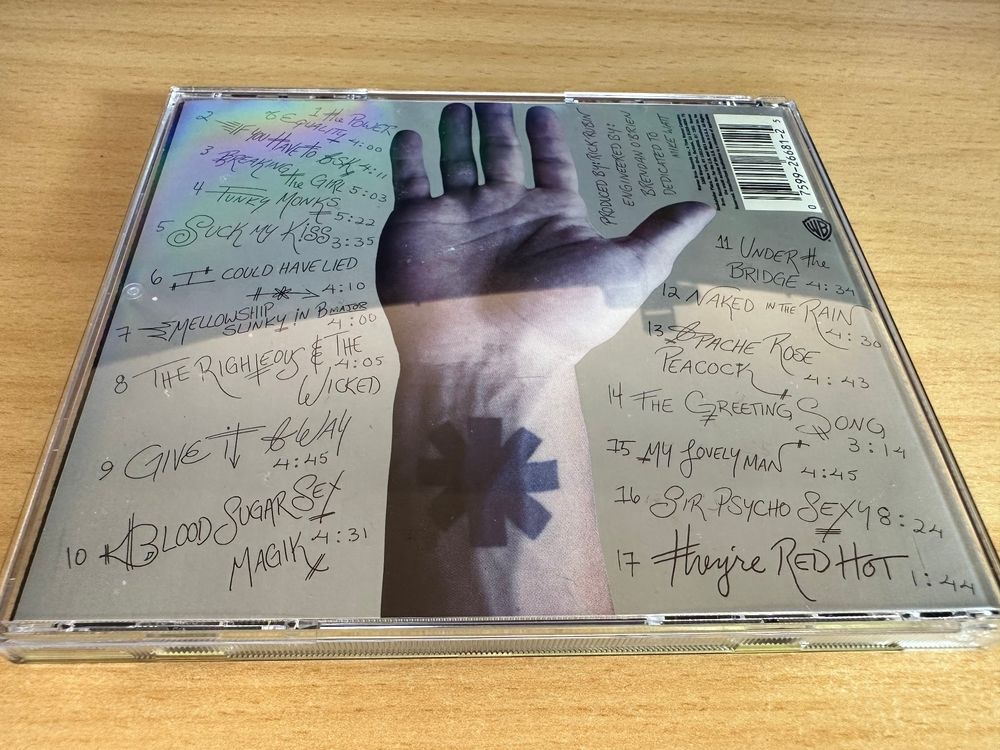 1 the POWER
OF EQUALITY 4:00
2 IF YOU HAVE TO ASK 4:11
3 BREAKING
the GIRL 5:03
4 FUNKY MONKS
5:22
5 SUCK MY KISS 3:35
6 I COULD HAVE LIED
4:10
7 MELLOWSHIP
SLINKY IN B MAJOR
4:00
8 THE RIGHTEOUS & THE
4:05
WICKED
9 GIVE IT AWAY
4:45
10 BLOOD SUGAR SEX
MAGIK 4:31
PRODUCED BY: RICK RUBIN
ENGINEERED BY:
BRENDAN O'BRIEN
DEDICATED TO
MIKE WATT
0 7599-26681-2 5
WB
11 UNDER the
BRIDGE 4:34
12 NAKED IN THE RAIN
4:30
13 APACHE ROSE
PEACOCK 4:43
14 THE GREETING SONG
3:14
15 MY LOVELY MAN
4:45
16 SIR PSYCHO SEXY 8:24
17 they're RED HOT 1:44